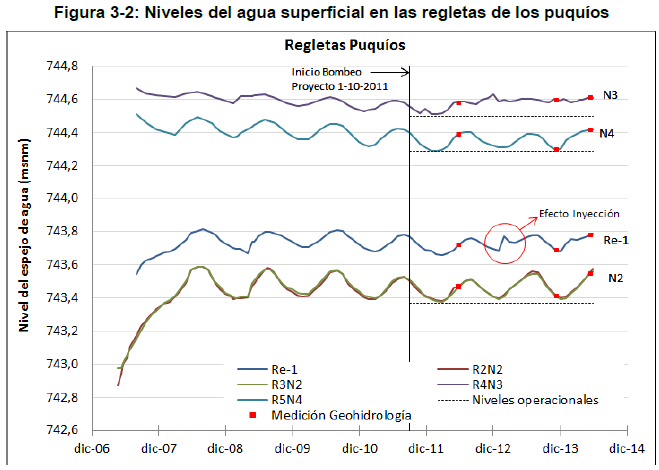 Figura 3-2: Niveles del agua superficial en las regletas de los puquíos
Regletas Puquíos
Inicio Bombeo
Proyecto 1-10-2011
Nivel del espejo de agua (msnm)
744,8
744,6
744,4
744,2
744,0
743,8
743,6
743,4
743,2
743,0
742,8
742,6
N3
N4
Efecto Inyección
Re-1
N2
Re-1
R2N2
R3N2
R4N3
R5N4
Niveles operacionales
Medición Geohidrología
dic-06
dic-07
dic-08
dic-09
dic-10
dic-11
dic-12
dic-13
dic-14